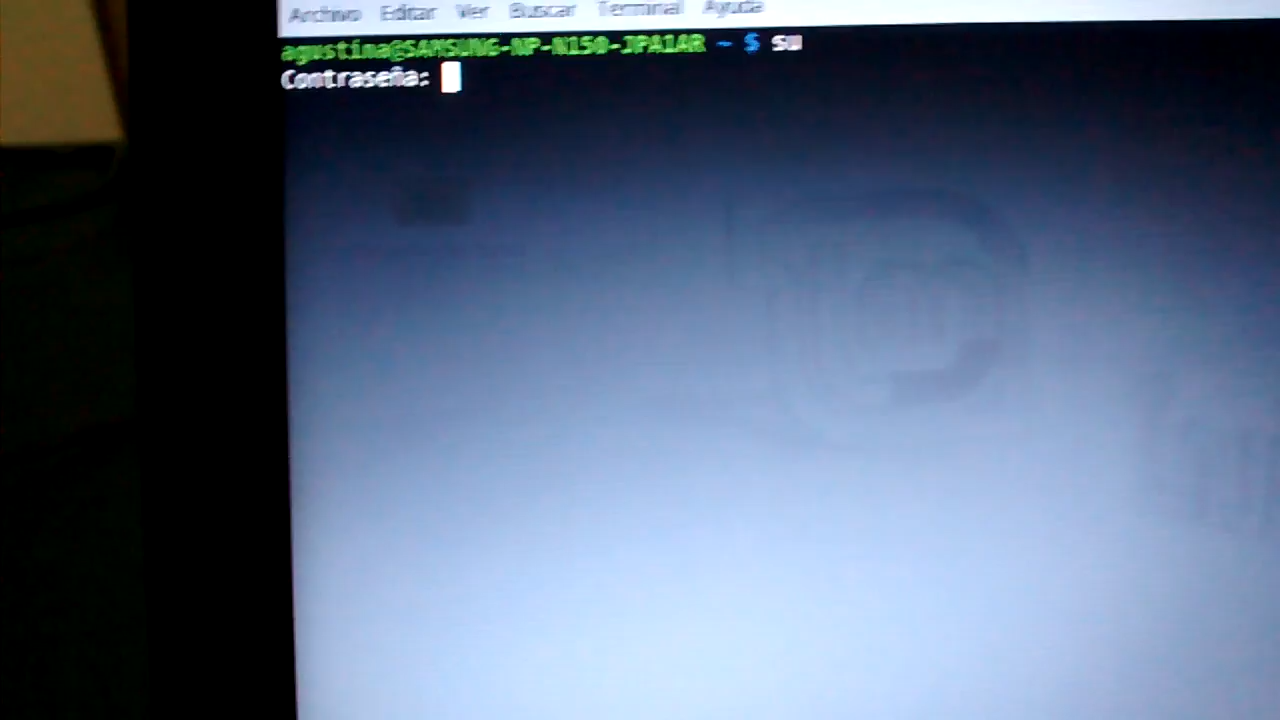 Archivo Editar Ver Buscar Terminal Ayuda
agustina@SAMSUNG-NP-N150-JPA1AR ~ $ su
Contraseña: